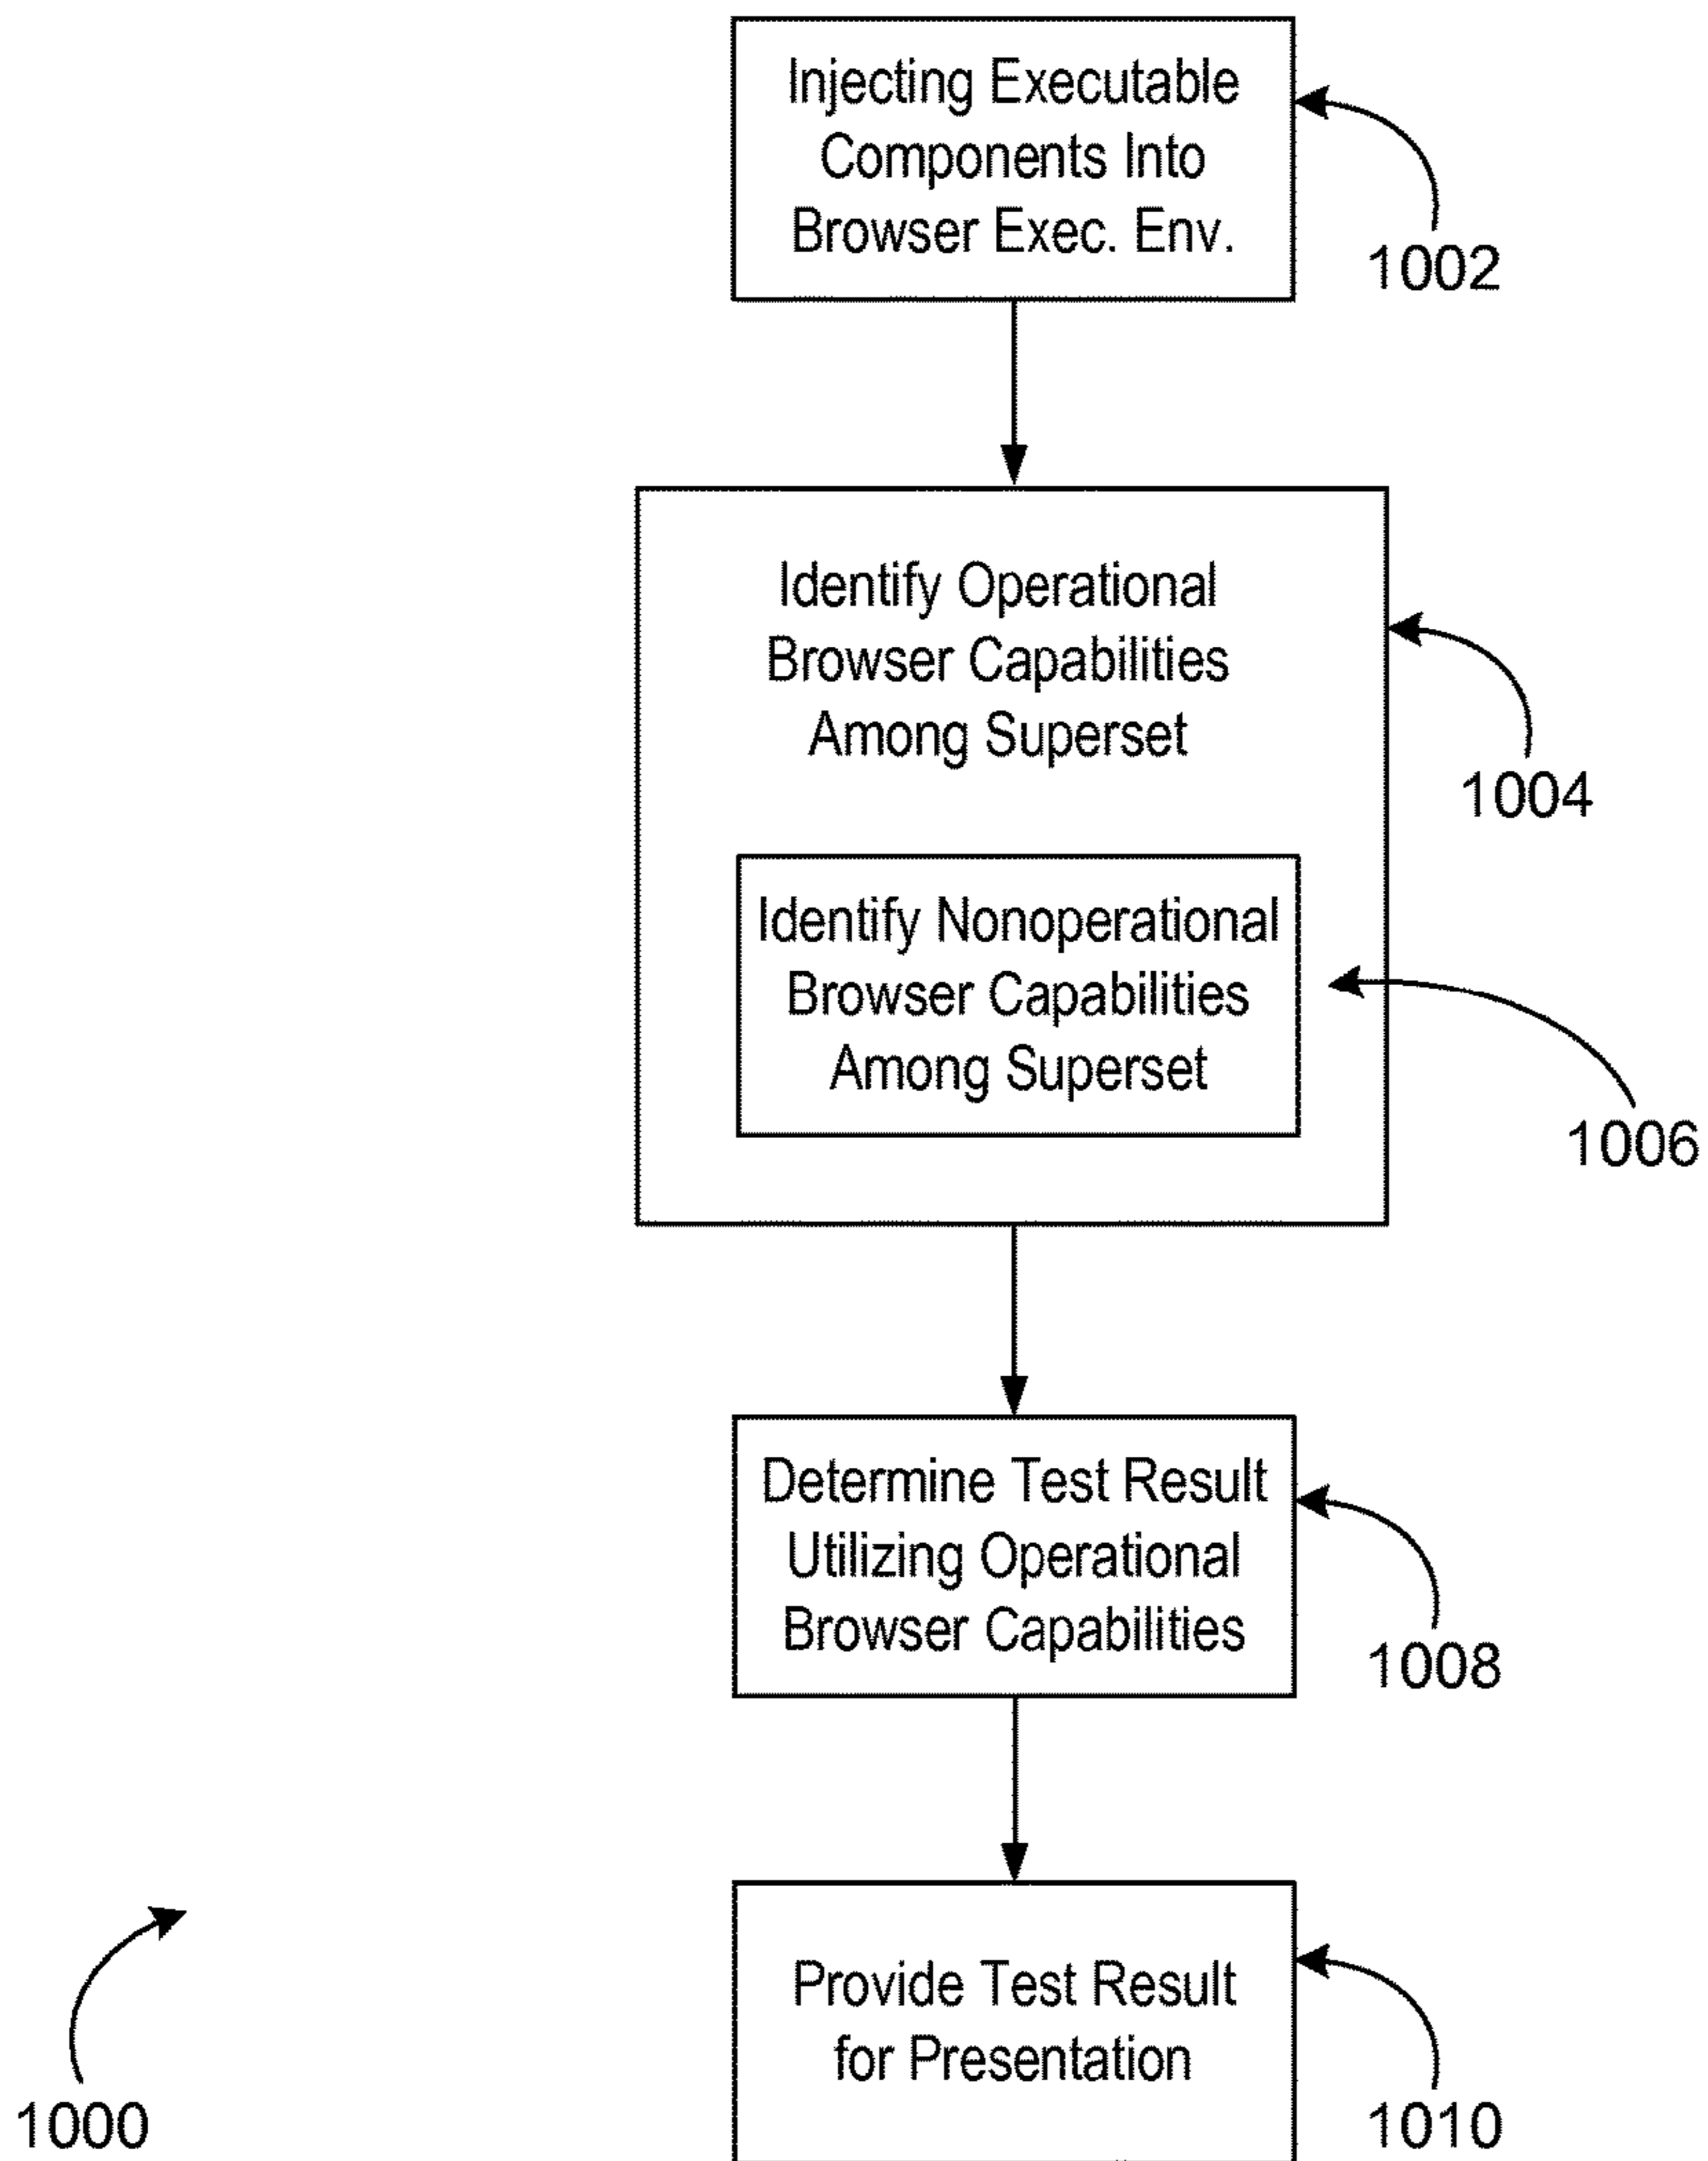 Injecting Executable
Components Into
Browser Exec. Env.
1002
Identify Operational
Browser Capabilities
Among Superset
1004
Identify Nonoperational
Browser Capabilities
Among Superset
1006
Determine Test Result
Utilizing Operational
Browser Capabilities
1008
Provide Test Result
for Presentation
1010
1000